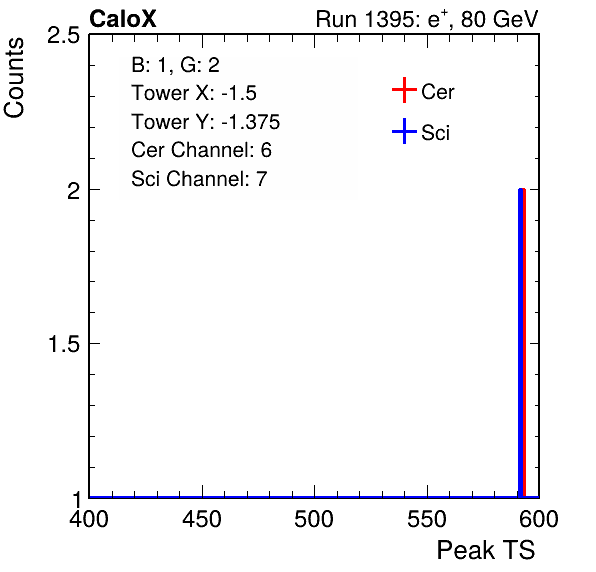 CaloX Run 1395: e⁺, 80 GeV
Counts
2.5
B: 1, G: 2
Tower X: -1.5
Tower Y: -1.375
Cer Channel: 6
Sci Channel: 7
Cer
Sci
2
1.5
1
400 450 500 550 600
Peak TS